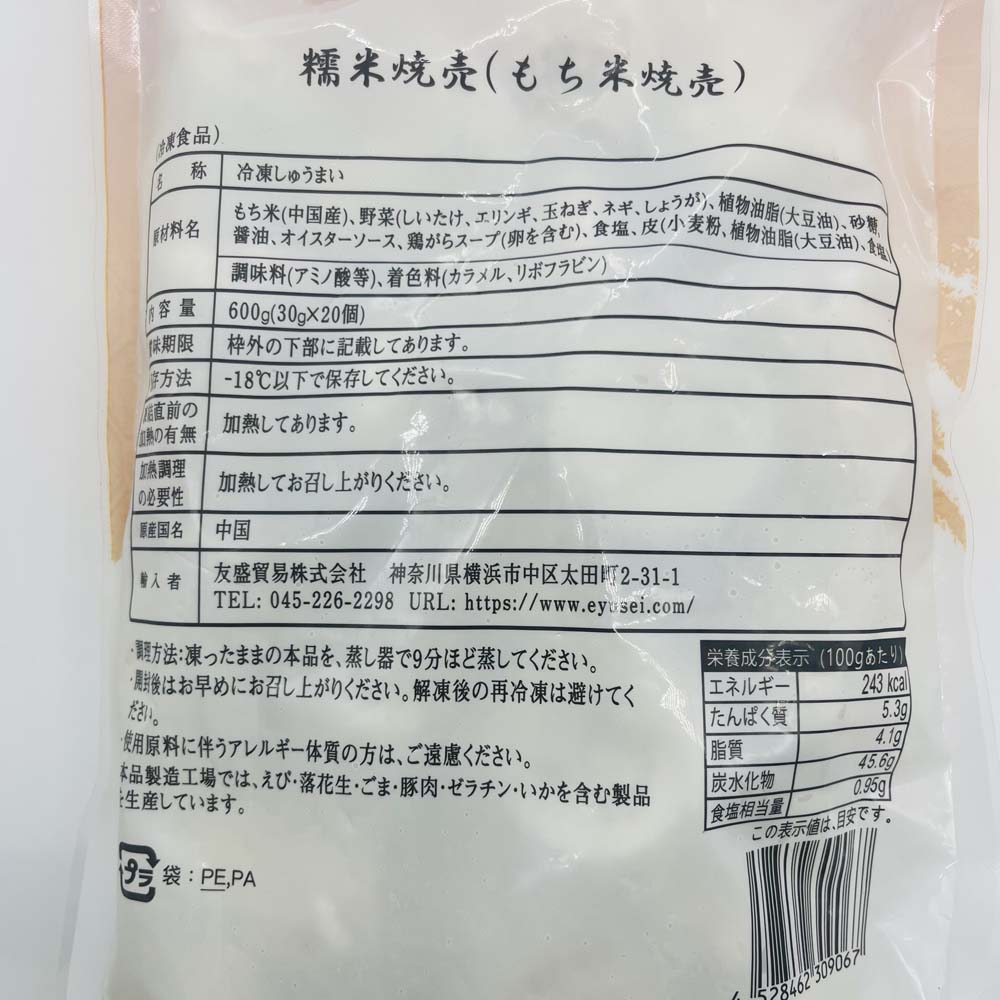 糯米焼売(もち米焼売)
(冷凍食品)
名 称 冷凍しゅうまい
原材料名 もち米(中国産)、野菜(しいたけ、エリンギ、玉ねぎ、ネギ、しょうが)、植物油脂(大豆油)、砂糖、
醤油、オイスターソース、鶏がらスープ(卵を含む)、食塩、皮(小麦粉、植物油脂(大豆油)、食塩)
調味料(アミノ酸等)、着色料(カラメル、リボフラビン)
内容量 600g(30g×20個)
賞味期限 枠外の下部に記載してあります。
保存方法 -18℃以下で保存してください。
凍結直前の
加熱の有無 加熱してあります。
加熱調理
の必要性 加熱してお召し上がりください。
原産国名 中国
輸入者 友盛貿易株式会社 神奈川県横浜市中区太田町2-31-1
TEL: 045-226-2298 URL: https://www.eyusei.com/
・調理方法:凍ったままの本品を、蒸し器で9分ほど蒸してください。
・開封後はお早めにお召し上がりください。解凍後の再冷凍は避けてく
ださい。
・使用原料に伴うアレルギー体質の方は、ご遠慮ください。
本品製造工場では、えび・落花生・ごま・豚肉・ゼラチン・いかを含む製品
を生産しています。
栄養成分表示 (100gあたり)
エネルギー 243 kcal
たんぱく質 5.3g
脂質 4.1g
炭水化物 45.6g
食塩相当量 0.95g
この表示値は、目安です。
プラ 袋:PE,PA
4 528462 309067